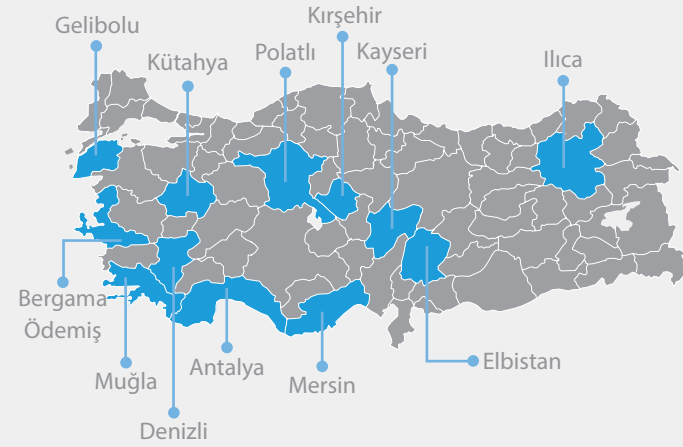 Kırşehir
Gelibolu
Polatlı
Kayseri
Kütahya
Ilıca
Bergama
Ödemiş
Muğla
Antalya
Mersin
Elbistan
Denizli